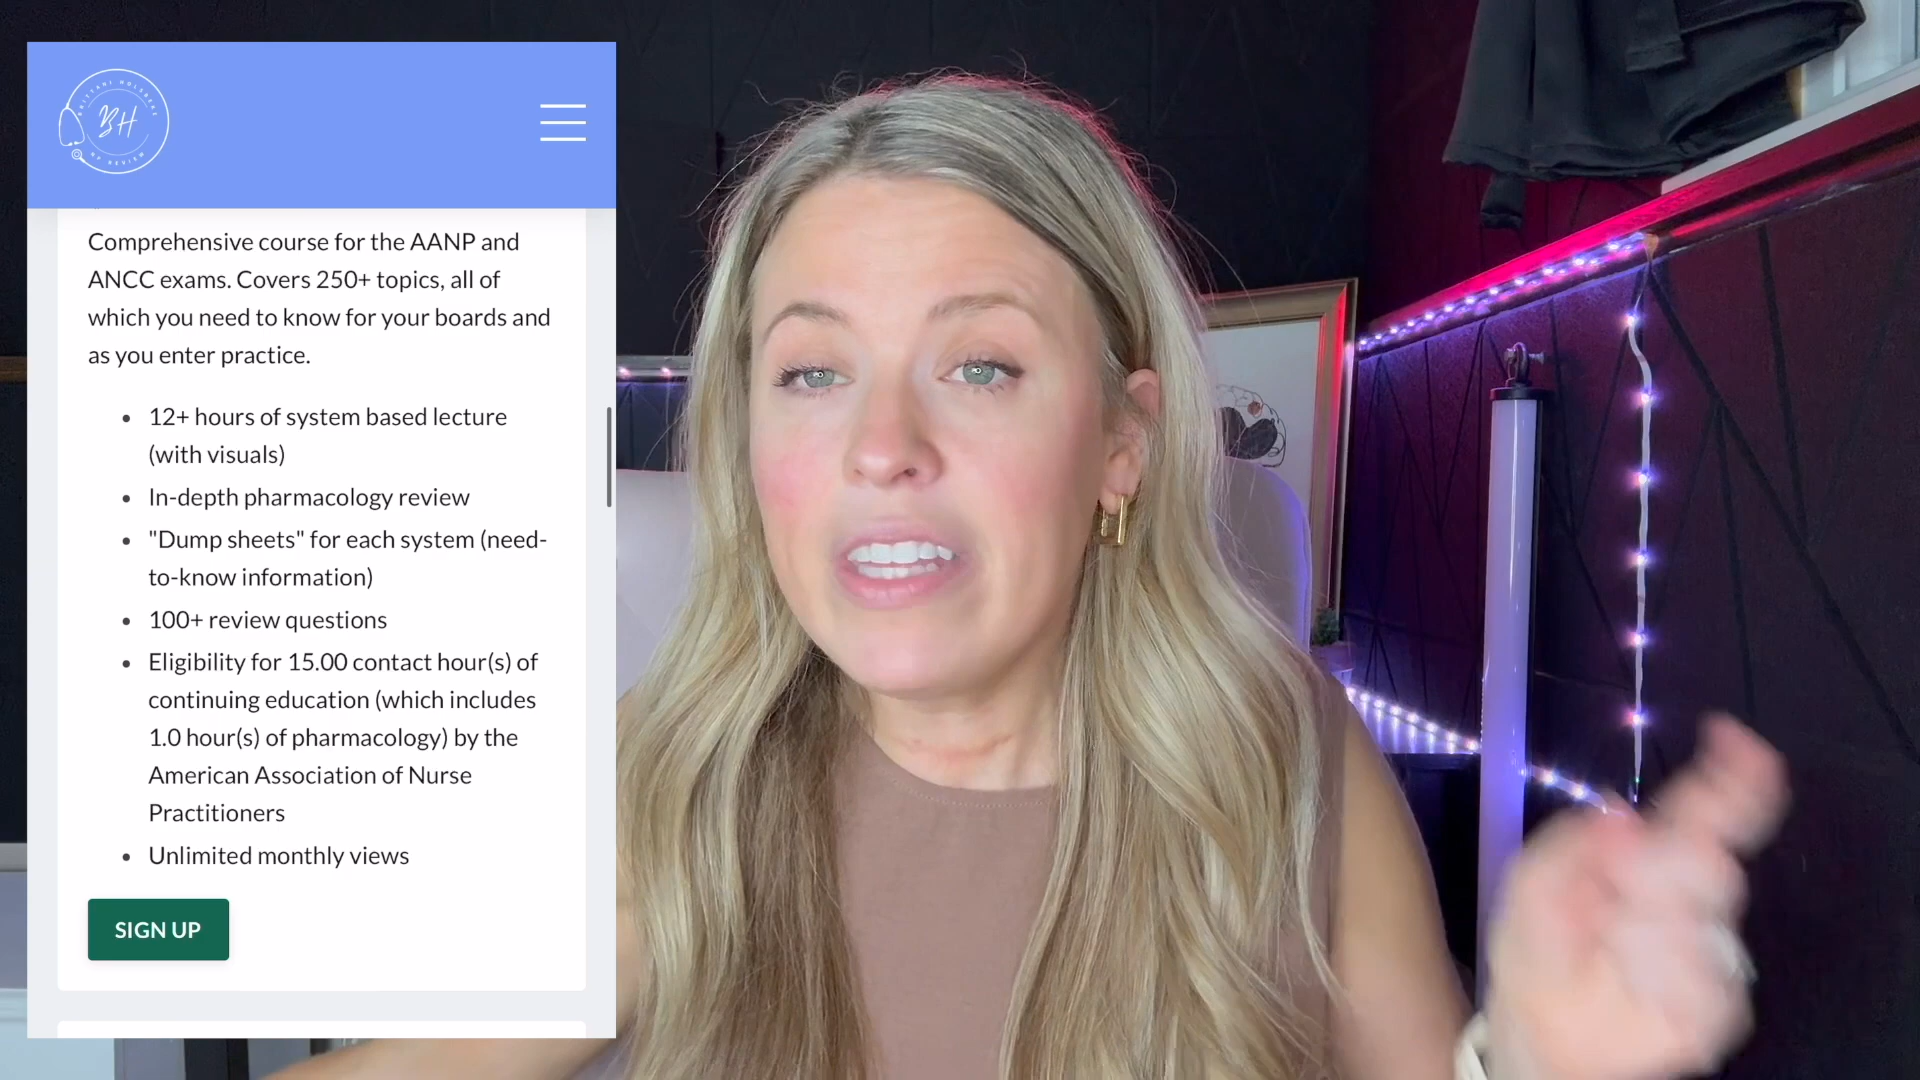 BH
NP REVIEW
Comprehensive course for the AANP and
ANCC exams. Covers 250+ topics, all of
which you need to know for your boards and
as you enter practice.
• 12+ hours of system based lecture
(with visuals)
• In-depth pharmacology review
• "Dump sheets" for each system (need-
to-know information)
• 100+ review questions
• Eligibility for 15.00 contact hour(s) of
continuing education (which includes
1.0 hour(s) of pharmacology) by the
American Association of Nurse
Practitioners
• Unlimited monthly views
SIGN UP